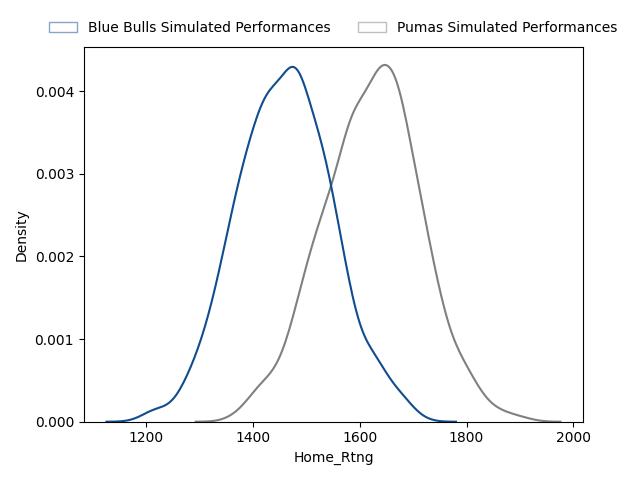 Blue Bulls Simulated Performances Pumas Simulated Performances
0.004
0.003
Density
0.002
0.001
0.000
1200 1400 1600 1800 2000
Home_Rtng